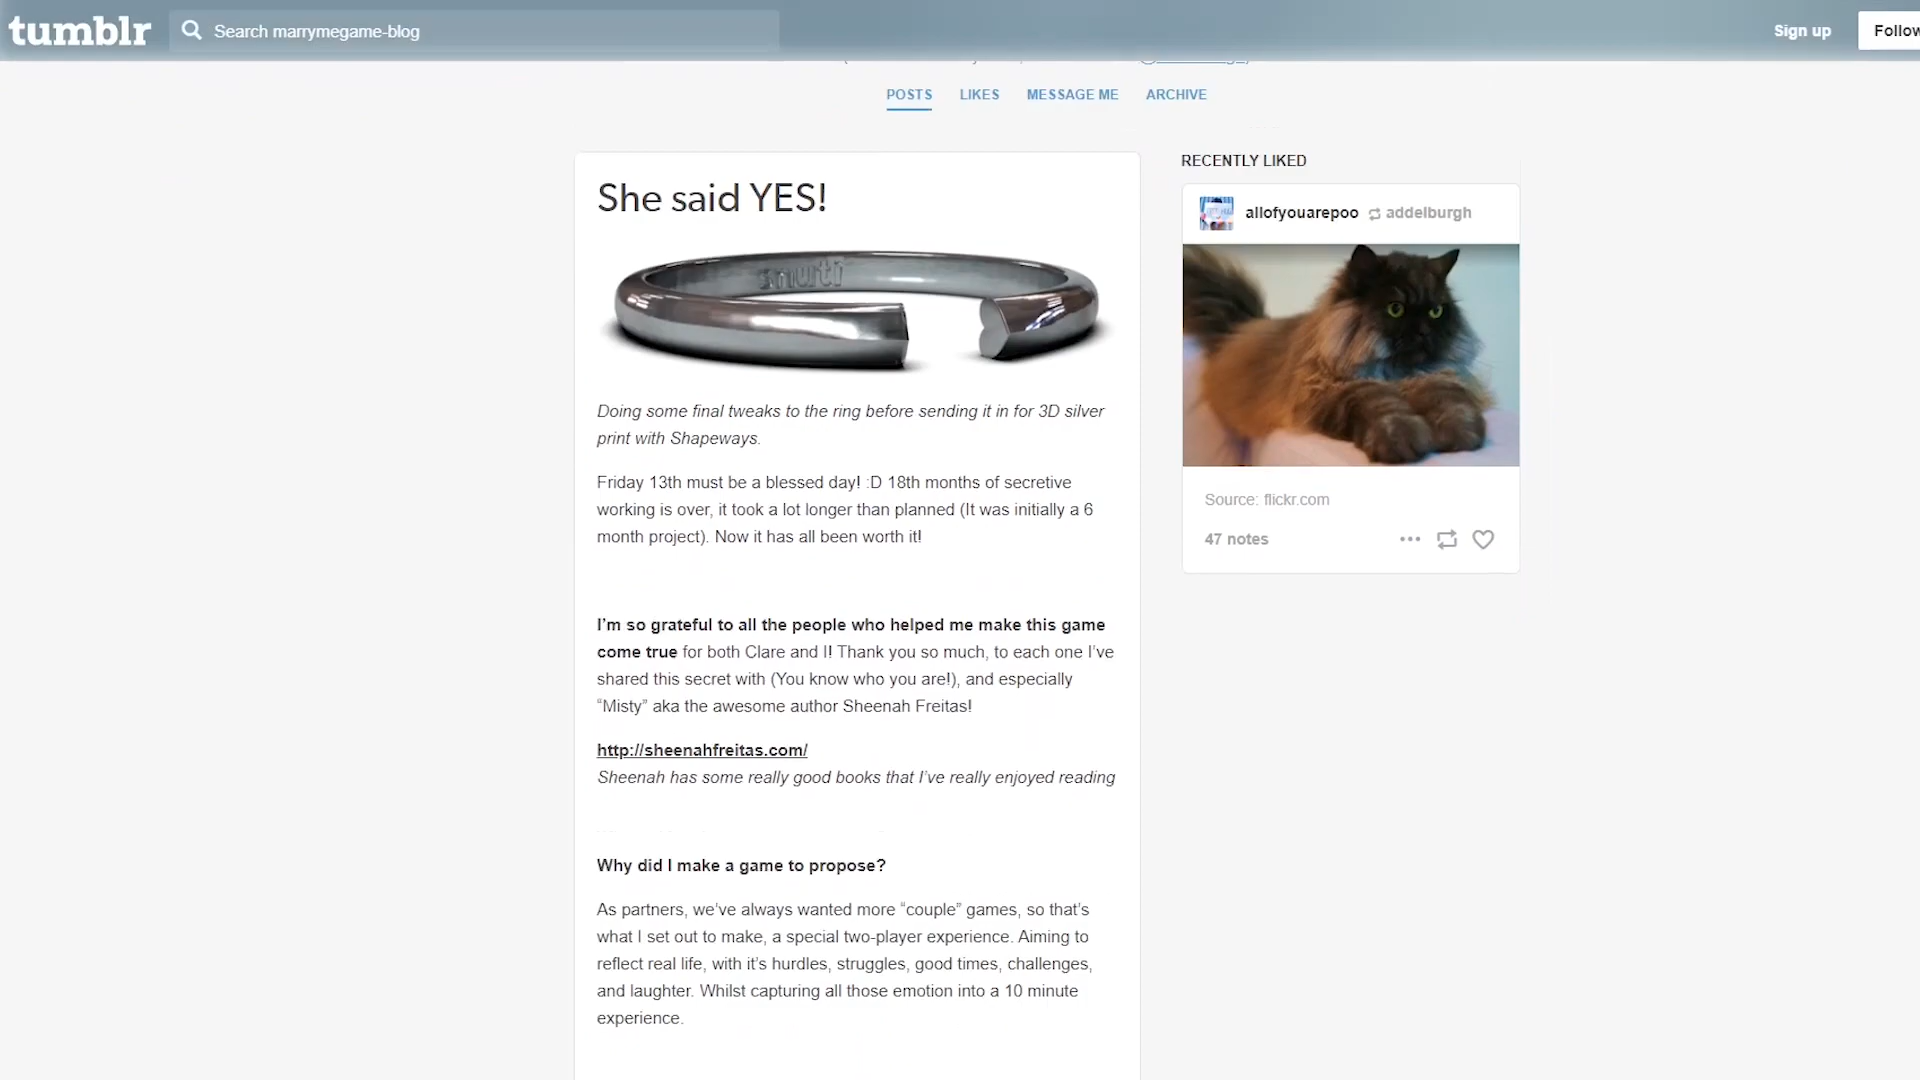 tumblr
Search marrymegame-blog
Sign up
Follow
POSTS
LIKES
MESSAGE ME
ARCHIVE
She said YES!
Doing some final tweaks to the ring before sending it in for 3D silver
print with Shapeways.
Friday 13th must be a blessed day! :D 18th months of secretive
working is over, it took a lot longer than planned (It was initially a 6
month project). Now it has all been worth it!
I’m so grateful to all the people who helped me make this game
come true for both Clare and I! Thank you so much, to each one I’ve
shared this secret with (You know who you are!), and especially
“Misty” aka the awesome author Sheenah Freitas!
http://sheenahfreitas.com/
Sheenah has some really good books that I’ve really enjoyed reading
Why did I make a game to propose?
As partners, we’ve always wanted more “couple” games, so that’s
what I set out to make, a special two-player experience. Aiming to
reflect real life, with it’s hurdles, struggles, good times, challenges,
and laughter. Whilst capturing all those emotion into a 10 minute
experience.
RECENTLY LIKED
allofyouarepoo addelburgh
Source: flickr.com
47 notes